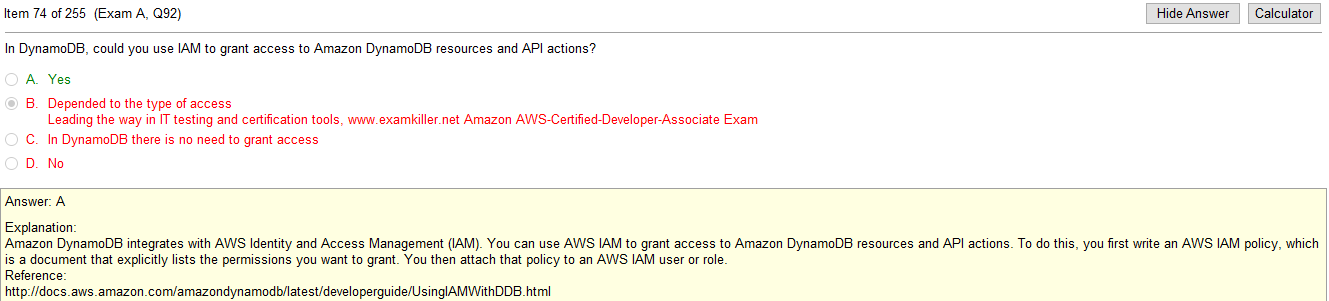 Item 74 of 255 (Exam A, Q92)
Hide Answer
Calculator
In DynamoDB, could you use IAM to grant access to Amazon DynamoDB resources and API actions?
A. Yes
B. Depended to the type of access
Leading the way in IT testing and certification tools, www.examkiller.net Amazon AWS-Certified-Developer-Associate Exam
C. In DynamoDB there is no need to grant access
D. No
Answer: A
Explanation:
Amazon DynamoDB integrates with AWS Identity and Access Management (IAM). You can use AWS IAM to grant access to Amazon DynamoDB resources and API actions. To do this, you first write an AWS IAM policy, which
is a document that explicitly lists the permissions you want to grant. You then attach that policy to an AWS IAM user or role.
Reference:
http://docs.aws.amazon.com/amazondynamodb/latest/developerguide/UsingIAMWithDDB.html